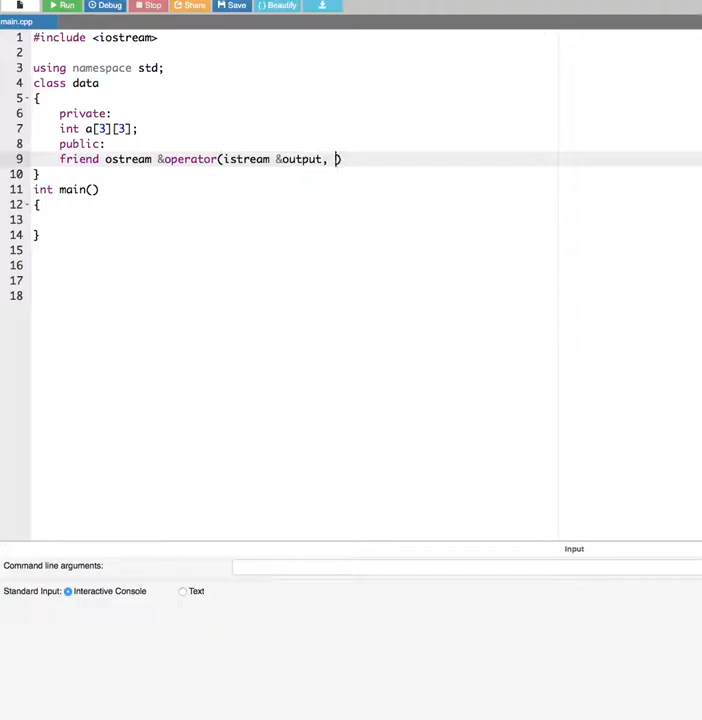 Run Debug Stop Share Save { } Beautify
main.cpp
1 #include <iostream>
2
3 using namespace std;
4 class data
5 {
6 private:
7 int a[3][3];
8 public:
9 friend ostream &operator(istream &output, )
10 }
11 int main()
12 {
13
14 }
15
16
17
18
Input
Command line arguments:
Standard Input: Interactive Console Text